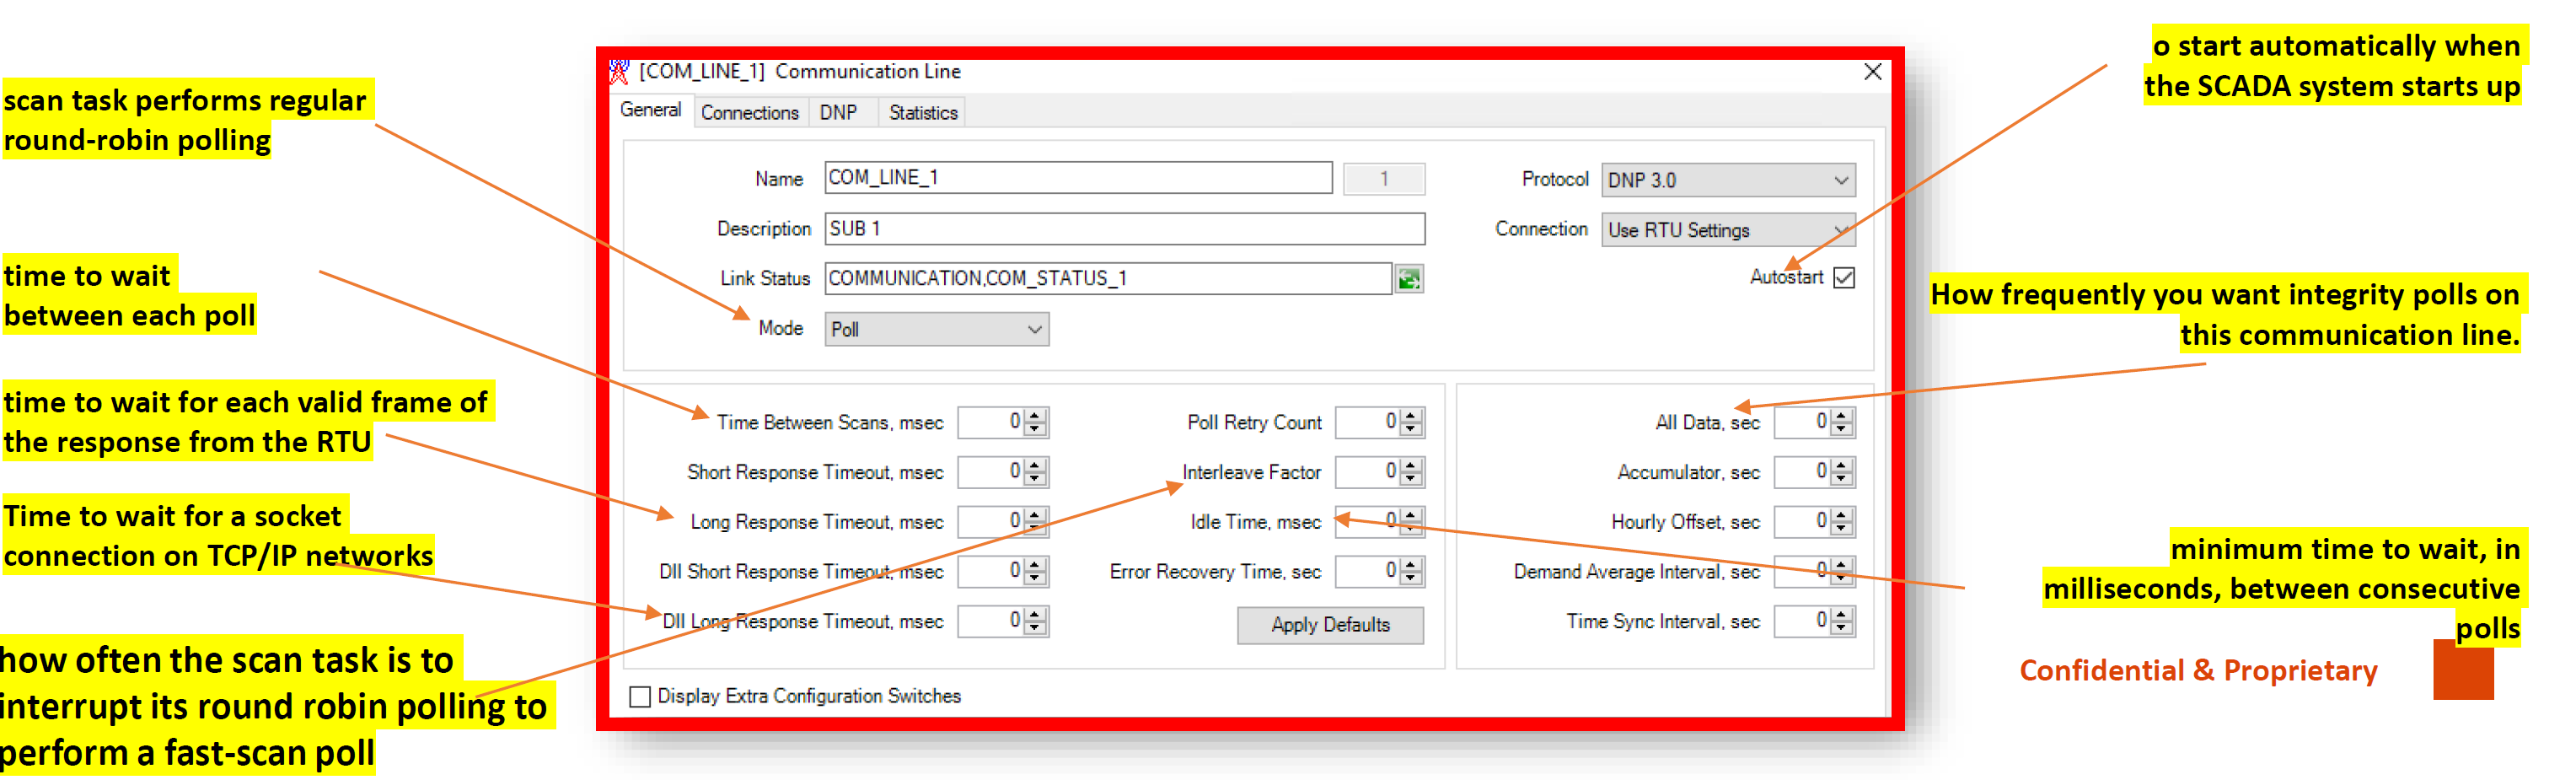 scan task performs regular
round-robin polling
time to wait
between each poll
time to wait for each valid frame of
the response from the RTU
Time to wait for a socket
connection on TCP/IP networks
how often the scan task is to
interrupt its round robin polling to
perform a fast-scan poll
[COM_LINE_1] Communication Line
General Connections DNP Statistics
Name COM_LINE_1 1 Protocol DNP 3.0
Description SUB 1 Connection Use RTU Settings
Link Status COMMUNICATION,COM_STATUS_1 Autostart
Mode Poll
Time Between Scans, msec 0 Poll Retry Count 0 All Data, sec 0
Short Response Timeout, msec 0 Interleave Factor 0 Accumulator, sec 0
Long Response Timeout, msec 0 Idle Time, msec 0 Hourly Offset, sec 0
Dll Short Response Timeout, msec 0 Error Recovery Time, sec 0 Demand Average Interval, sec 0
Dll Long Response Timeout, msec 0 Apply Defaults Time Sync Interval, sec 0
Display Extra Configuration Switches
o start automatically when
the SCADA system starts up
How frequently you want integrity polls on
this communication line.
minimum time to wait, in
milliseconds, between consecutive
polls
Confidential & Proprietary